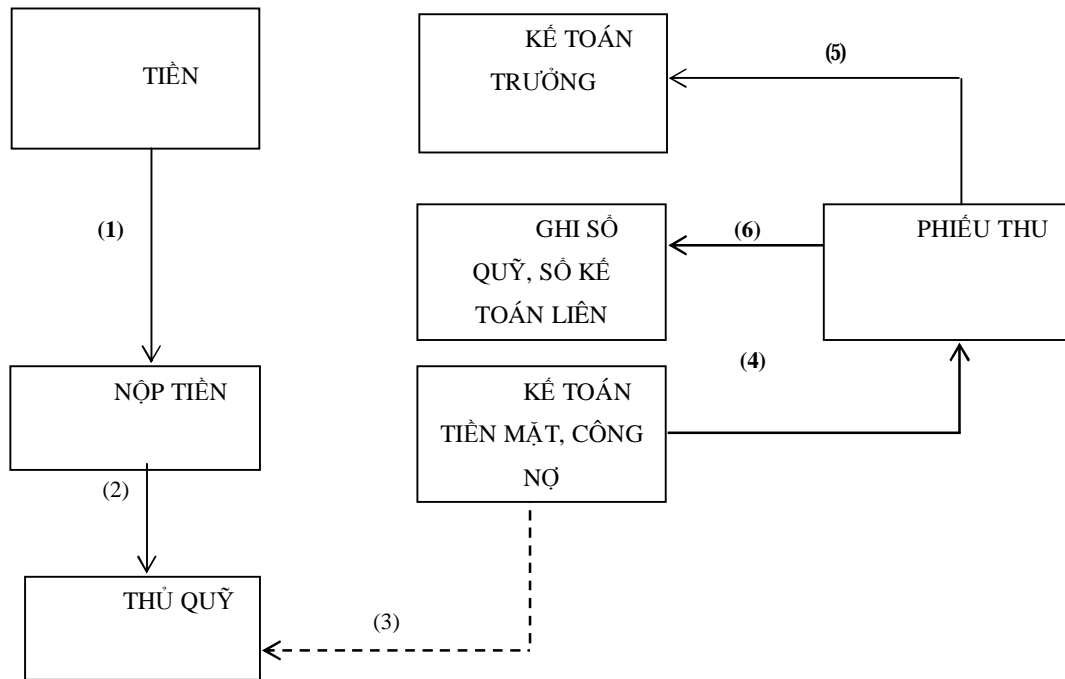 TIỀN
KẾ TOÁN
TRƯỞNG
(5)
(1)
GHI SỔ
QUỸ, SỔ KẾ
TOÁN LIÊN
(6)
PHIẾU THU
(4)
NỘP TIỀN
KẾ TOÁN
TIỀN MẶT, CÔNG
NỢ
(2)
THỦ QUỸ
(3)